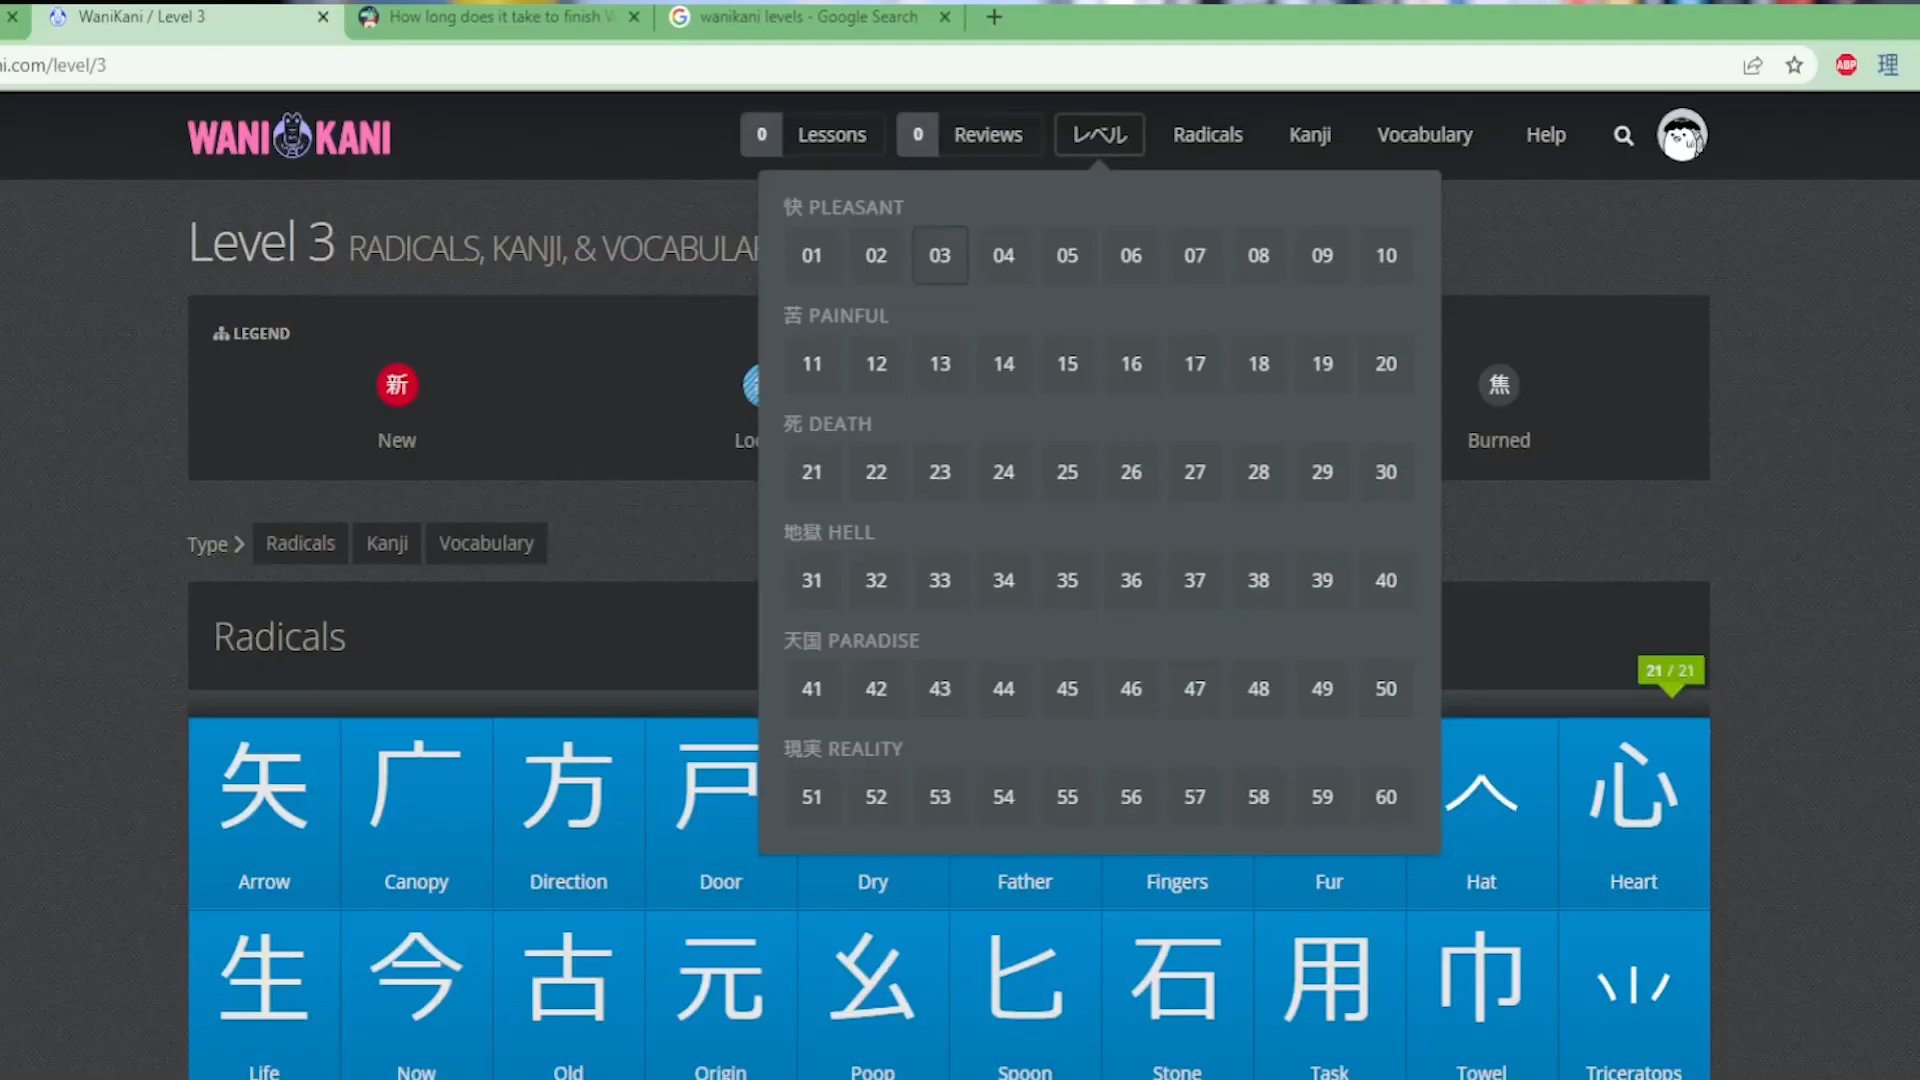 WaniKani / Level 3
How long does it take to finish
wanikani levels - Google Search
ni.com/level/3
ABP
理
WANI KANI
0 Lessons
0 Reviews
レベル
Radicals
Kanji
Vocabulary
Help
Level 3 RADICALS, KANJI, & VOCABULA
快 PLEASANT
01 02 03 04 05 06 07 08 09 10
苦 PAINFUL
11 12 13 14 15 16 17 18 19 20
死 DEATH
21 22 23 24 25 26 27 28 29 30
地獄 HELL
31 32 33 34 35 36 37 38 39 40
天国 PARADISE
41 42 43 44 45 46 47 48 49 50
現実 REALITY
51 52 53 54 55 56 57 58 59 60
LEGEND
新
焦
New
Loc
Burned
Type Radicals Kanji Vocabulary
Radicals
21 / 21
矢 广 方 戸 𠆢 心
Arrow Canopy Direction Door Dry Father Fingers Fur Hat Heart
生 今 古 元 幺 匕 石 用 巾 ⺌
Life Now Old Origin Poop Spoon Stone Task Towel Triceratops